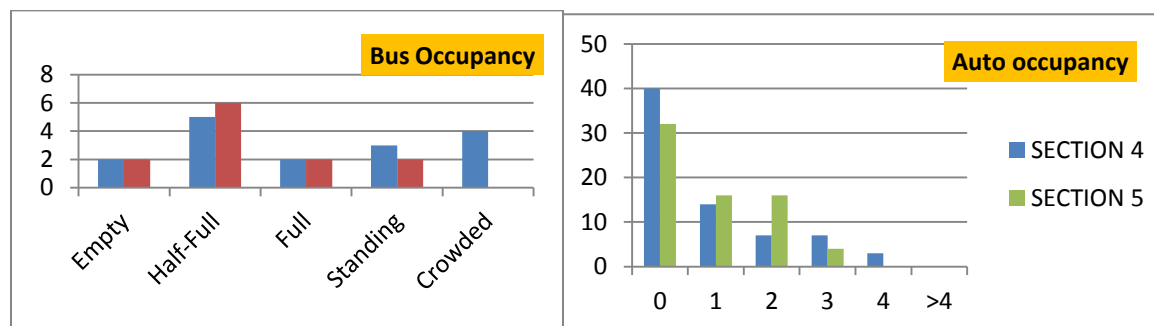 Bus Occupancy
8
6
4
2
0
Empty
Half-Full
Full
Standing
Crowded
Auto occupancy
50
40
30
20
10
0
0 1 2 3 4 >4
SECTION 4
SECTION 5